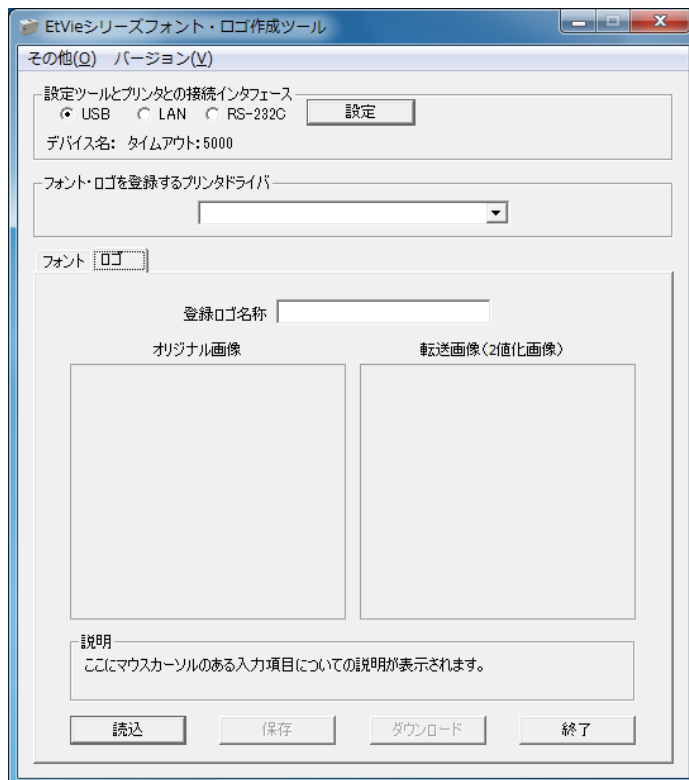 EtVieシリーズフォント・ロゴ作成ツール
その他(O) バージョン(V)
設定ツールとプリンタとの接続インタフェース
USB LAN RS-232C 設定
デバイス名: タイムアウト:5000
フォント・ロゴを登録するプリンタドライバ
フォント ロゴ
登録ロゴ名称
オリジナル画像 転送画像(2値化画像)
説明
ここにマウスカーソルのある入力項目についての説明が表示されます。
読込 保存 ダウンロード 終了